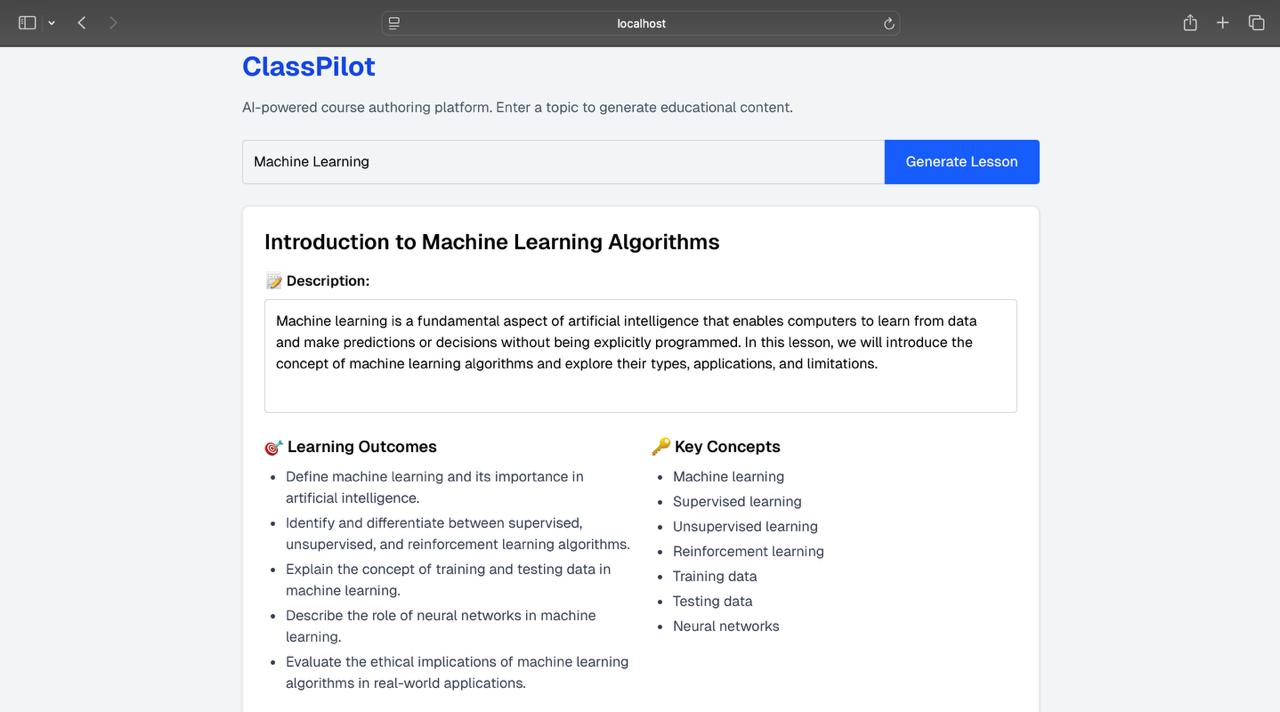 localhost
ClassPilot
AI-powered course authoring platform. Enter a topic to generate educational content.
Machine Learning
Generate Lesson
Introduction to Machine Learning Algorithms
📝 Description:
Machine learning is a fundamental aspect of artificial intelligence that enables computers to learn from data
and make predictions or decisions without being explicitly programmed. In this lesson, we will introduce the
concept of machine learning algorithms and explore their types, applications, and limitations.
🎯 Learning Outcomes
• Define machine learning and its importance in
artificial intelligence.
• Identify and differentiate between supervised,
unsupervised, and reinforcement learning algorithms.
• Explain the concept of training and testing data in
machine learning.
• Describe the role of neural networks in machine
learning.
• Evaluate the ethical implications of machine learning
algorithms in real-world applications.
🔑 Key Concepts
• Machine learning
• Supervised learning
• Unsupervised learning
• Reinforcement learning
• Training data
• Testing data
• Neural networks